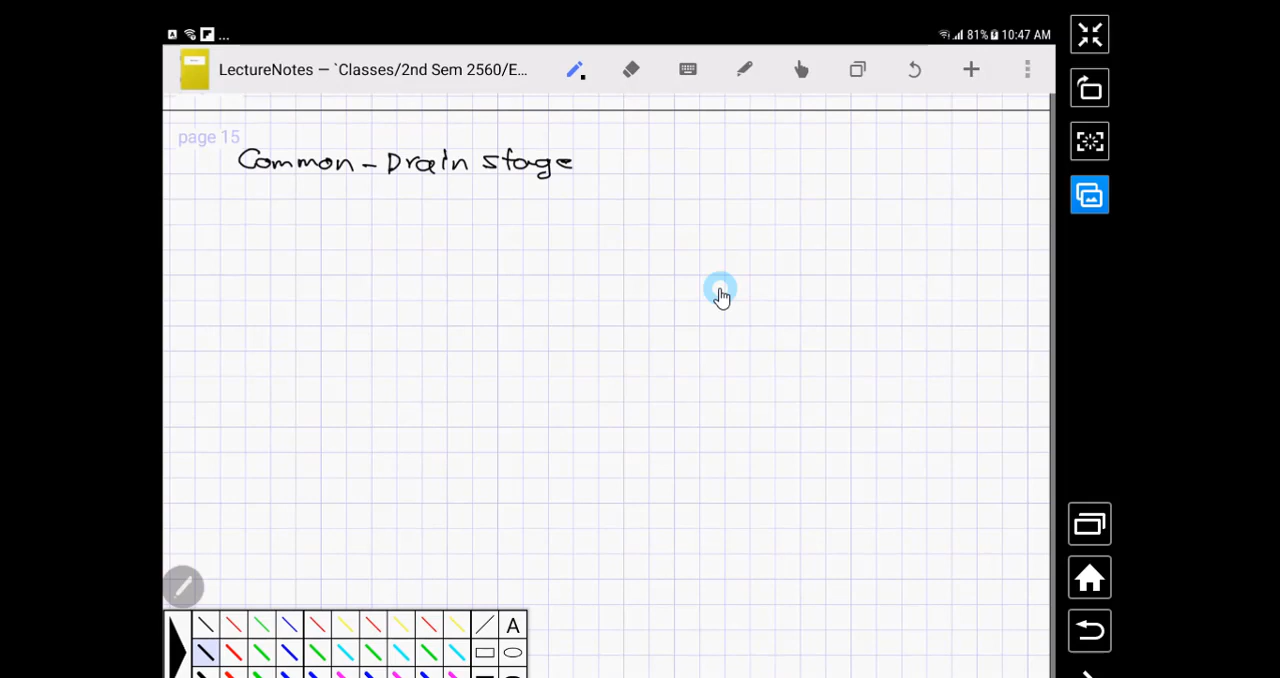 ... 81% 10:47 AM
LectureNotes — `Classes/2nd Sem 2560/E...
page 15
Common - Drain stage
A